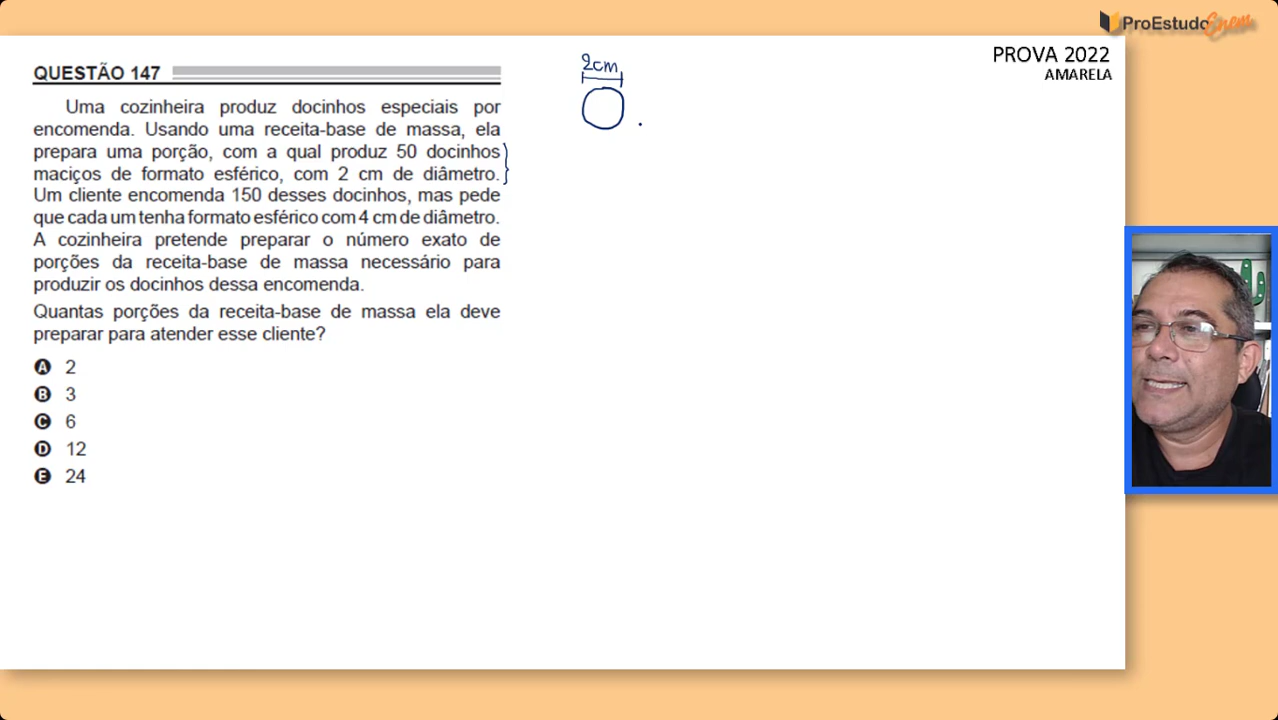 ProEstudo Enem
PROVA 2022
AMARELA
QUESTÃO 147
2cm
Uma cozinheira produz docinhos especiais por
encomenda. Usando uma receita-base de massa, ela
prepara uma porção, com a qual produz 50 docinhos
maciços de formato esférico, com 2 cm de diâmetro.
Um cliente encomenda 150 desses docinhos, mas pede
que cada um tenha formato esférico com 4 cm de diâmetro.
A cozinheira pretende preparar o número exato de
porções da receita-base de massa necessário para
produzir os docinhos dessa encomenda.
Quantas porções da receita-base de massa ela deve
preparar para atender esse cliente?
A 2
B 3
C 6
D 12
E 24